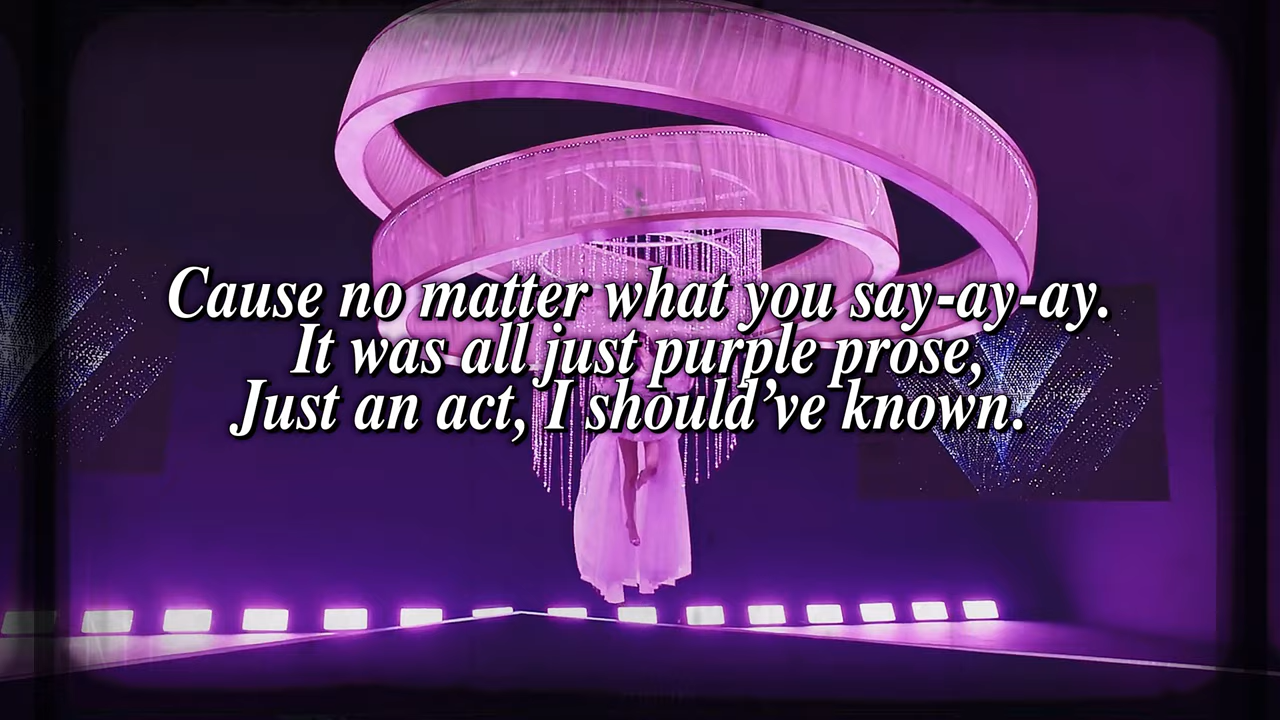 Cause no matter what you say-ay-ay.
It was all just purple prose,
Just an act, I should’ve known.